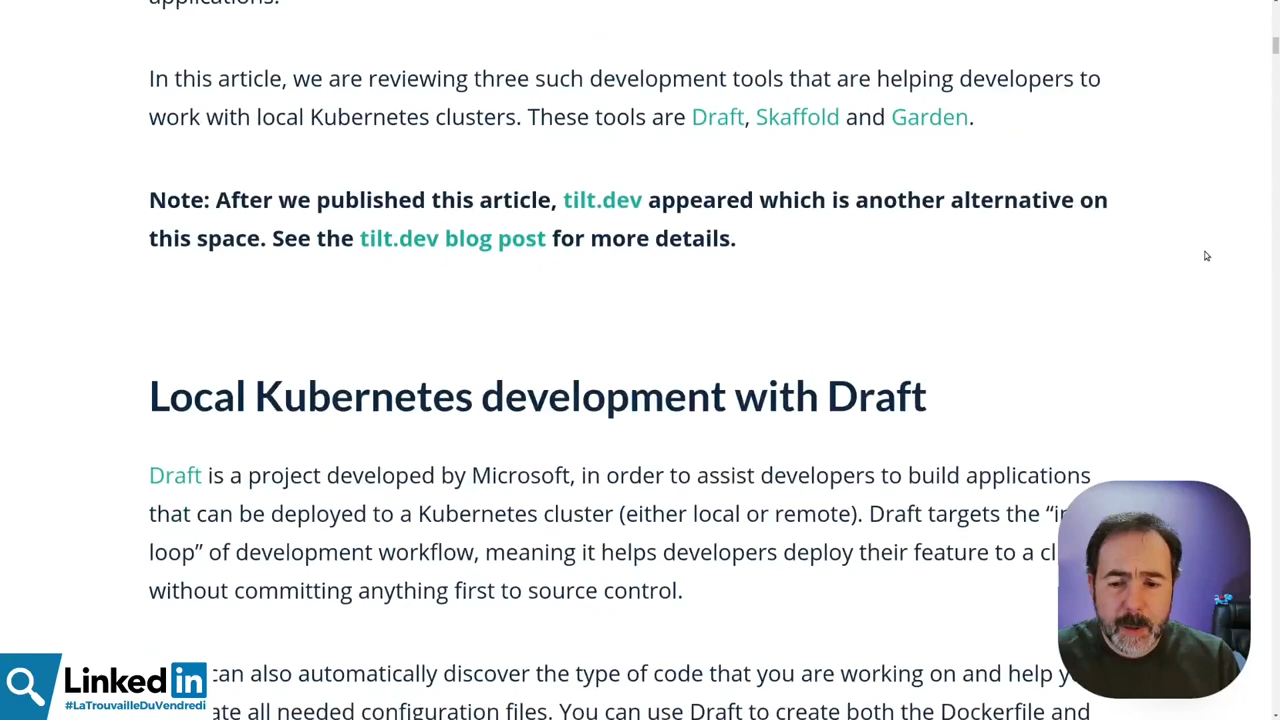 applications.
In this article, we are reviewing three such development tools that are helping developers to
work with local Kubernetes clusters. These tools are Draft, Skaffold and Garden.
Note: After we published this article, tilt.dev appeared which is another alternative on
this space. See the tilt.dev blog post for more details.
Local Kubernetes development with Draft
Draft is a project developed by Microsoft, in order to assist developers to build applications
that can be deployed to a Kubernetes cluster (either local or remote). Draft targets the “
loop” of development workflow, meaning it helps developers deploy their feature to a
without committing anything first to source control.
can also automatically discover the type of code that you are working on and help
all needed configuration files. You can use Draft to create both the Dockerfile and
Linked in
#LaTrouvailleDuVendredi